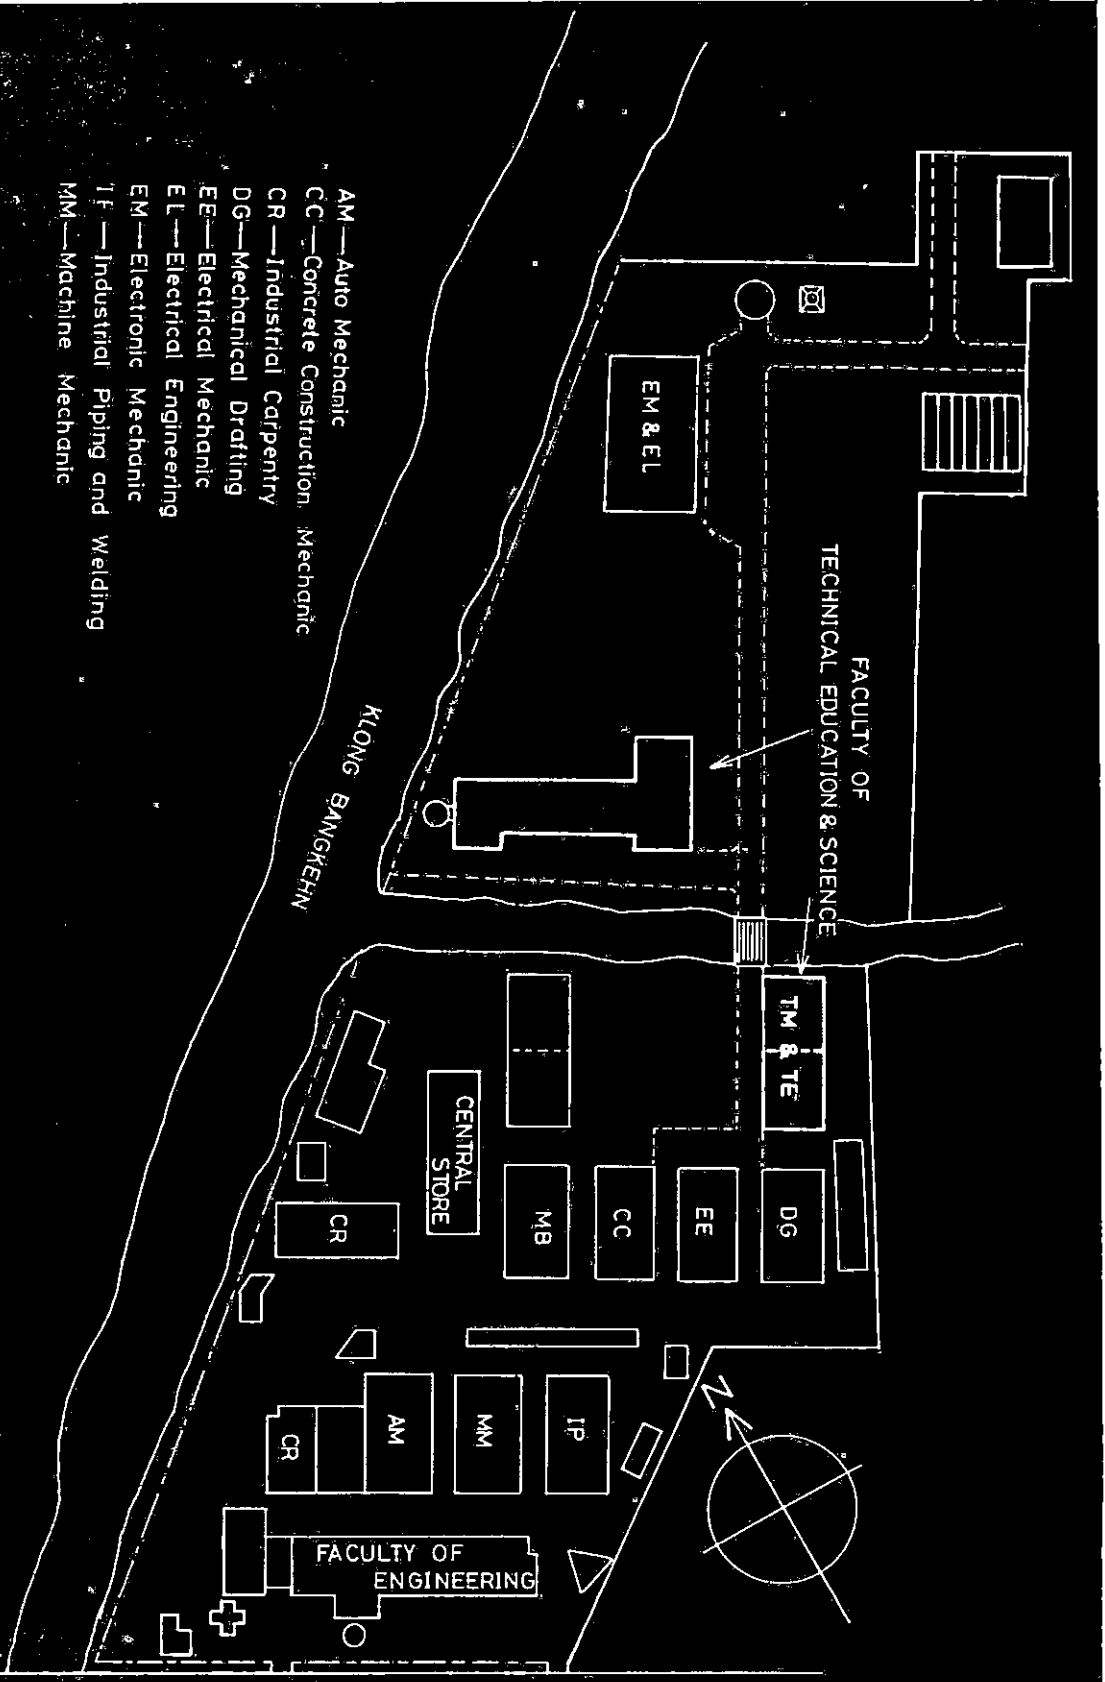 FACULTY OF
TECHNICAL EDUCATION & SCIENCE
EM & EL
KLONG BANGKEHN
TM & TE
CENTRAL
STORE
CR
MB
CC
EE
DG
N
CR
AM
MM
IP
FACULTY OF
ENGINEERING
AM—Auto Mechanic
CC—Concrete Construction Mechanic
CR—Industrial Carpentry
DG—Mechanical Drafting
EE—Electrical Mechanic
EL—Electrical Engineering
EM—Electronic Mechanic
—Industrial Piping and Welding
MM—Machine Mechanic